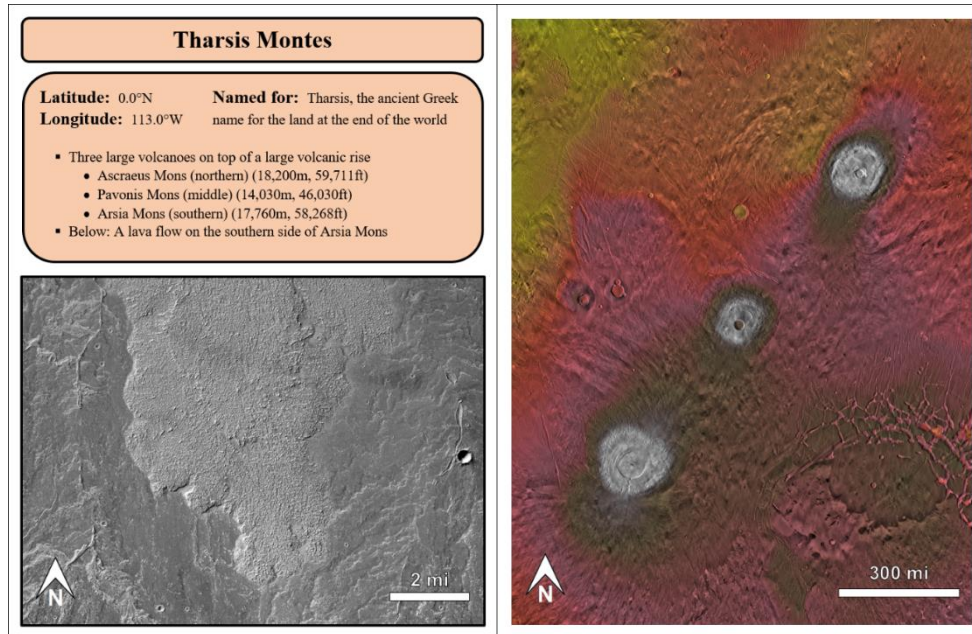 Tharsis Montes
Latitude: 0.0°N
Longitude: 113.0°W
Named for: Tharsis, the ancient Greek
name for the land at the end of the world
▪ Three large volcanoes on top of a large volcanic rise
• Ascraeus Mons (northern) (18,200m, 59,711ft)
• Pavonis Mons (middle) (14,030m, 46,030ft)
• Arsia Mons (southern) (17,760m, 58,268ft)
▪ Below: A lava flow on the southern side of Arsia Mons
N
2 mi
N
300 mi